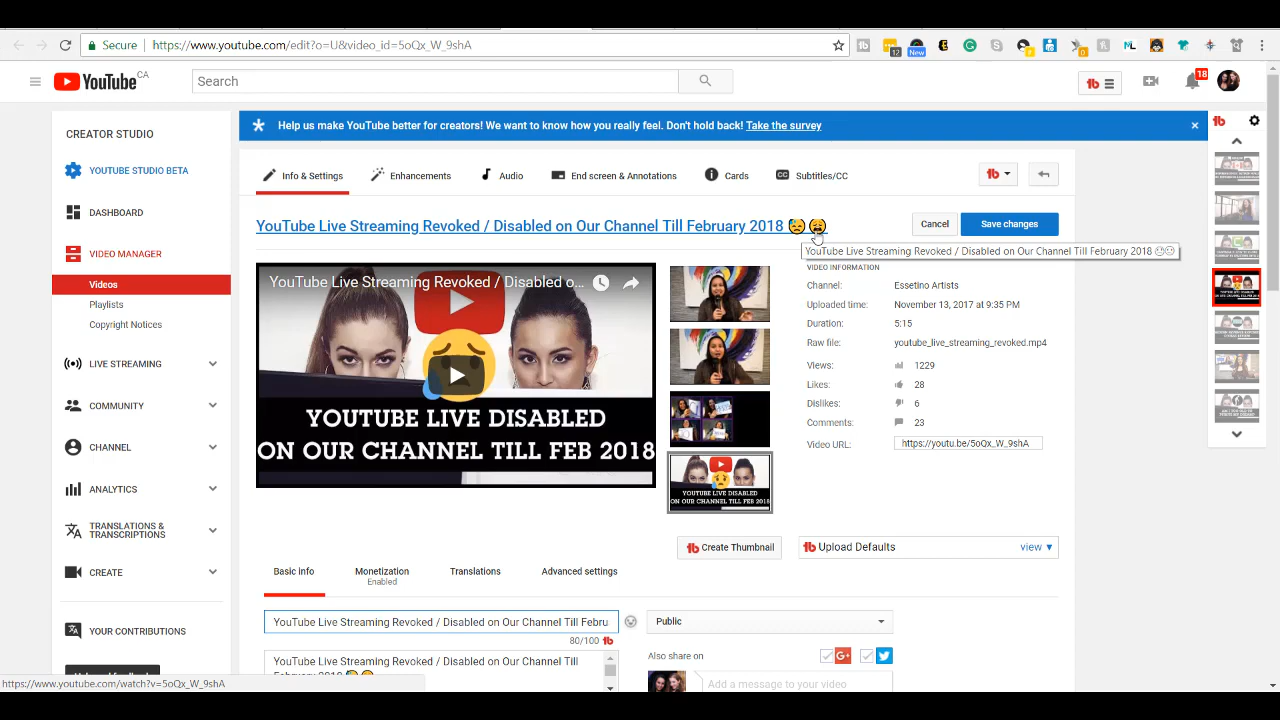 Secure
https://www.youtube.com/edit?o=U&video_id=5oQx_W_9shA
12
New
0
YouTube CA
Search
18
CREATOR STUDIO
YOUTUBE STUDIO BETA
DASHBOARD
VIDEO MANAGER
Videos
Playlists
Copyright Notices
LIVE STREAMING
COMMUNITY
CHANNEL
ANALYTICS
TRANSLATIONS &
TRANSCRIPTIONS
CREATE
YOUR CONTRIBUTIONS
Help us make YouTube better for creators! We want to know how you really feel. Don't hold back! Take the survey
Info & Settings
Enhancements
Audio
End screen & Annotations
Cards
Subtitles/CC
YouTube Live Streaming Revoked / Disabled on Our Channel Till February 2018 😓😩
Cancel
Save changes
YouTube Live Streaming Revoked / Disabled on Our Channel Till February 2018
VIDEO INFORMATION
Channel: Essetino Artists
Uploaded time: November 13, 2017 at 9:35 PM
Duration: 5:15
Raw file: youtube_live_streaming_revoked.mp4
Views: 1229
Likes: 28
Dislikes: 6
Comments: 23
Video URL: https://youtu.be/5oQx_W_9shA
YouTube Live Streaming Revoked / Disabled o...
YOUTUBE LIVE DISABLED
ON OUR CHANNEL TILL FEB 2018
YOUTUBE LIVE DISABLED
ON OUR CHANNEL TILL FEB 2018
tb Create Thumbnail
tb Upload Defaults
view ▼
Basic info
Monetization
Enabled
Translations
Advanced settings
YouTube Live Streaming Revoked / Disabled on Our Channel Till Febru
80/100 tb
Public
YouTube Live Streaming Revoked / Disabled on Our Channel Till
Also share on
Add a message to your video
https://www.youtube.com/watch?v=5oQx_W_9shA